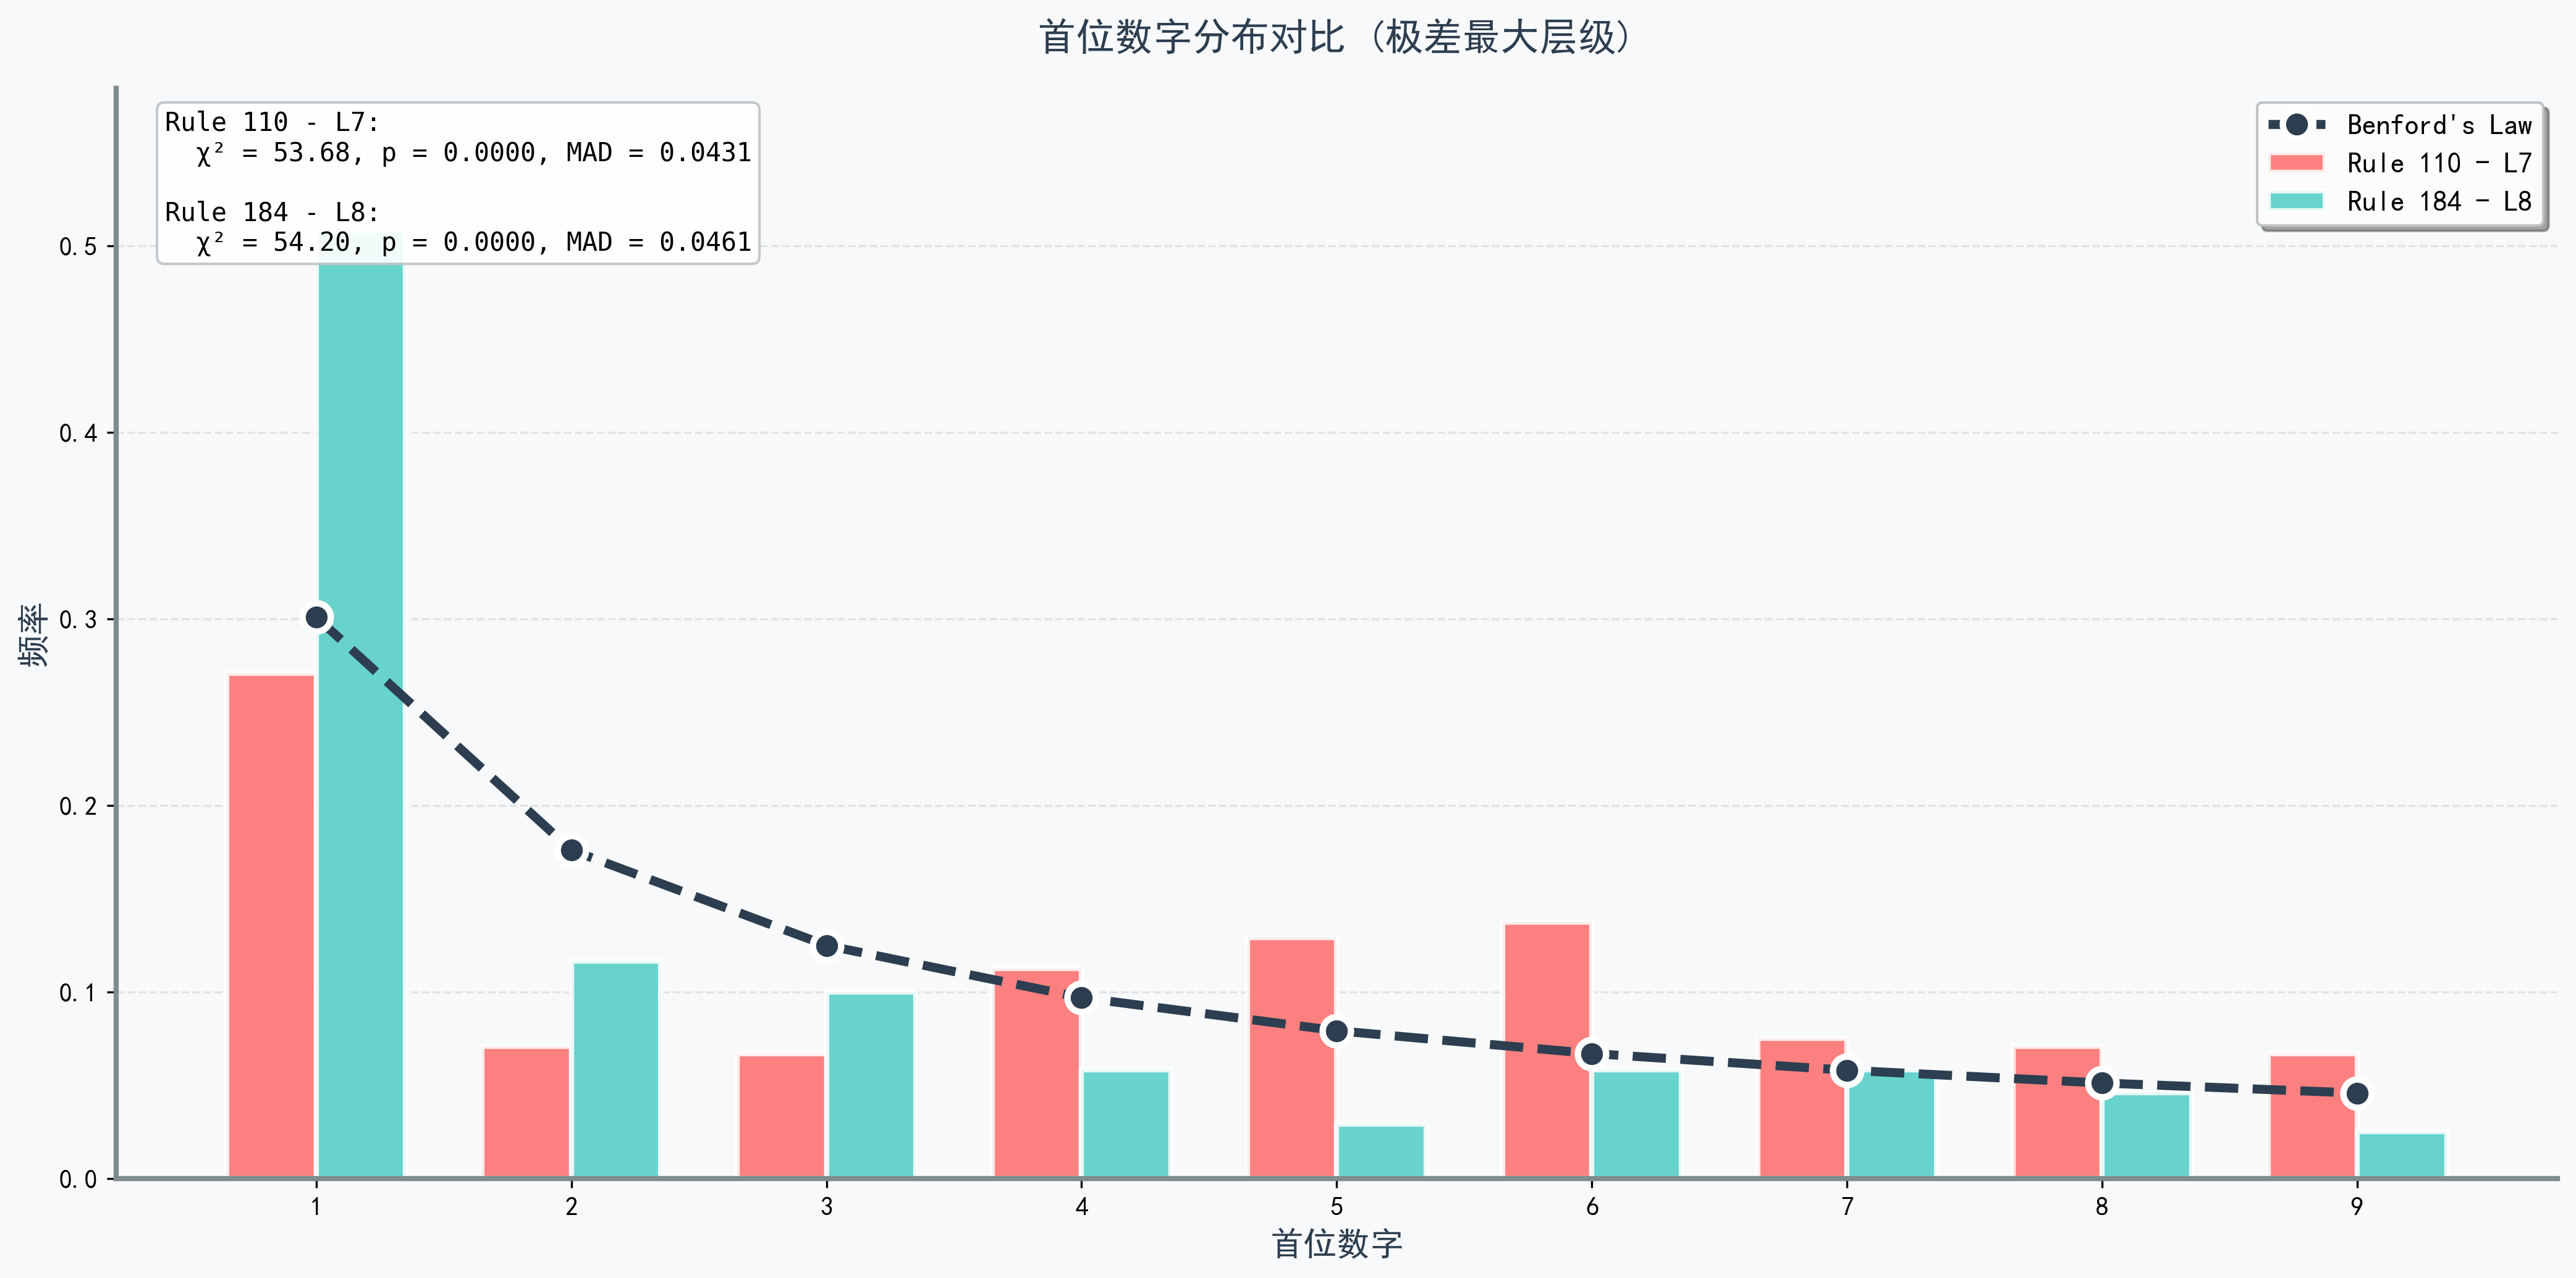 首位数字分布对比 (极差最大层级)
Rule 110 - L7:
χ² = 53.68, p = 0.0000, MAD = 0.0431
Rule 184 - L8:
χ² = 54.20, p = 0.0000, MAD = 0.0461
Benford's Law
Rule 110 - L7
Rule 184 - L8
频率
0.5
0.4
0.3
0.2
0.1
0.0
1 2 3 4 5 6 7 8 9
首位数字